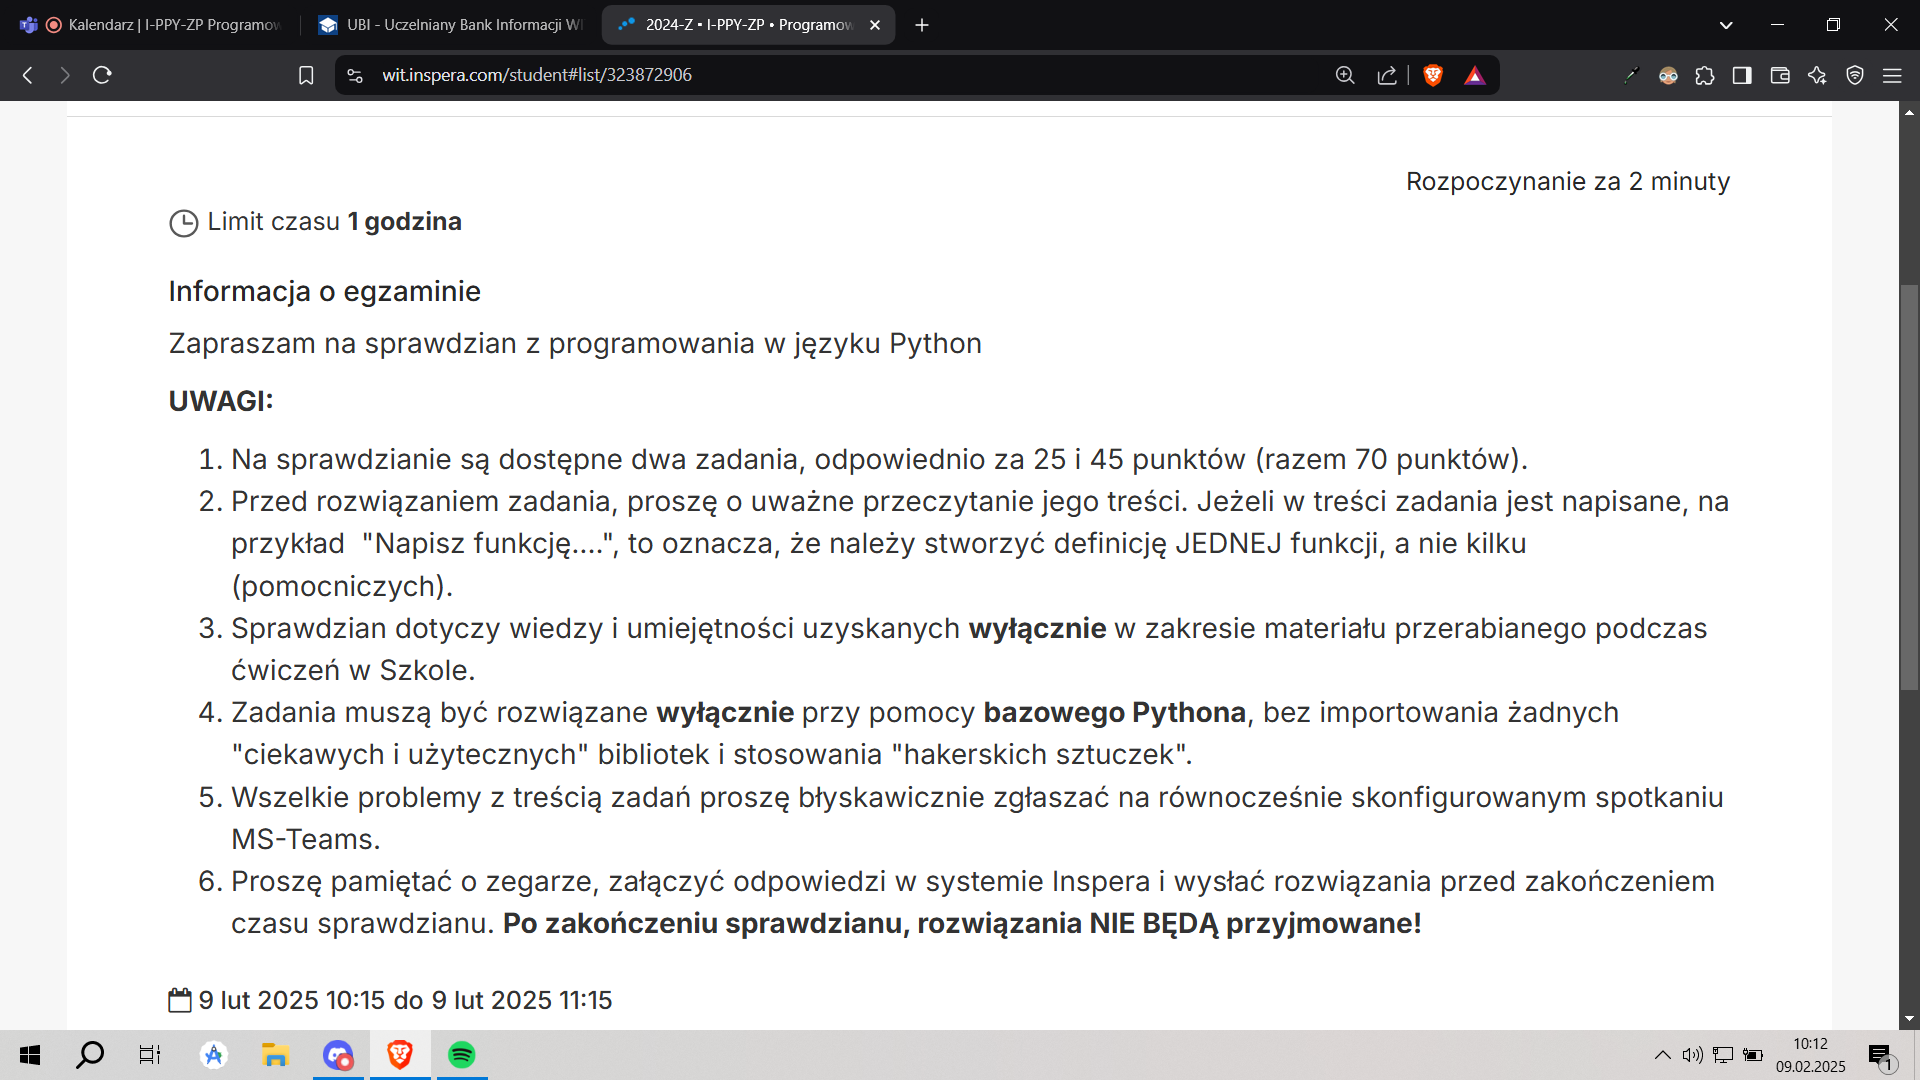 Kalendarz | I-PPY-ZP Programow
UBI - Uczelniany Bank Informacji WI
2024-Z • I-PPY-ZP • Programow
wit.inspera.com/student#list/323872906
Rozpoczynanie za 2 minuty
Limit czasu 1 godzina
Informacja o egzaminie
Zapraszam na sprawdzian z programowania w języku Python
UWAGI:
1. Na sprawdzianie są dostępne dwa zadania, odpowiednio za 25 i 45 punktów (razem 70 punktów).
2. Przed rozwiązaniem zadania, proszę o uważne przeczytanie jego treści. Jeżeli w treści zadania jest napisane, na
przykład "Napisz funkcję....", to oznacza, że należy stworzyć definicję JEDNEJ funkcji, a nie kilku
(pomocniczych).
3. Sprawdzian dotyczy wiedzy i umiejętności uzyskanych wyłącznie w zakresie materiału przerabianego podczas
ćwiczeń w Szkole.
4. Zadania muszą być rozwiązane wyłącznie przy pomocy bazowego Pythona, bez importowania żadnych
"ciekawych i użytecznych" bibliotek i stosowania "hakerskich sztuczek".
5. Wszelkie problemy z treścią zadań proszę błyskawicznie zgłaszać na równocześnie skonfigurowanym spotkaniu
MS-Teams.
6. Proszę pamiętać o zegarze, załączyć odpowiedzi w systemie Inspera i wysłać rozwiązania przed zakończeniem
czasu sprawdzianu. Po zakończeniu sprawdzianu, rozwiązania NIE BĘDĄ przyjmowane!
9 lut 2025 10:15 do 9 lut 2025 11:15
10:12
09.02.2025
1